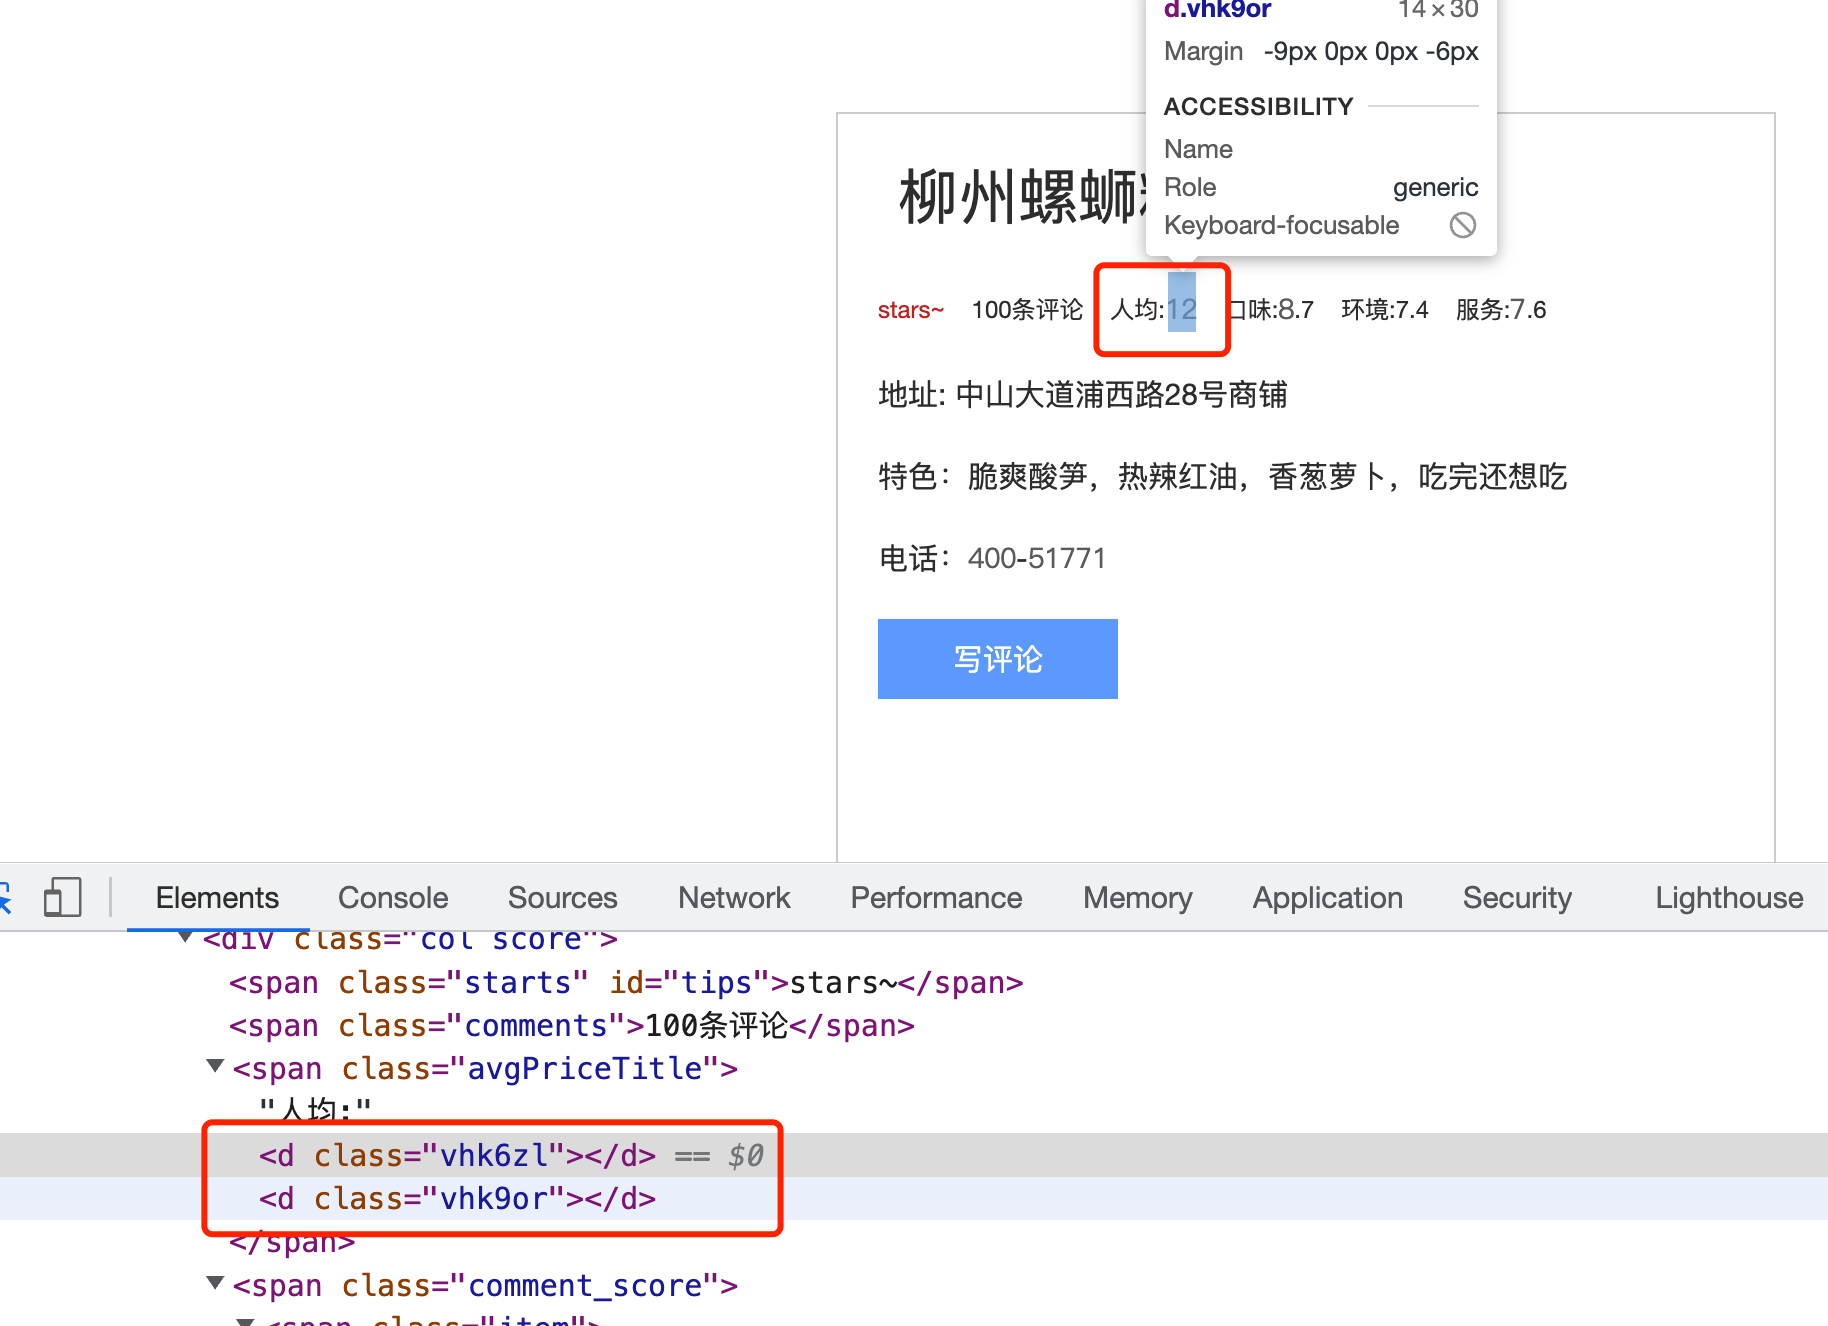 d.vhk9or 14×30
Margin -9px 0px 0px -6px
ACCESSIBILITY
Name
Role generic
Keyboard-focusable
柳州螺蛳
stars~ 100条评论 人均:12 口味:8.7 环境:7.4 服务:7.6
地址: 中山大道浦西路28号商铺
特色：脆爽酸笋，热辣红油，香葱萝卜，吃完还想吃
电话：400-51771
写评论
Elements Console Sources Network Performance Memory Application Security Lighthouse
<div class="col score">
<span class="starts" id="tips">stars~</span>
<span class="comments">100条评论</span>
<span class="avgPriceTitle">
"人均:"
<d class="vhk6zl"></d> == $0
<d class="vhk9or"></d>
</span>
<span class="comment_score">
<span class="item">